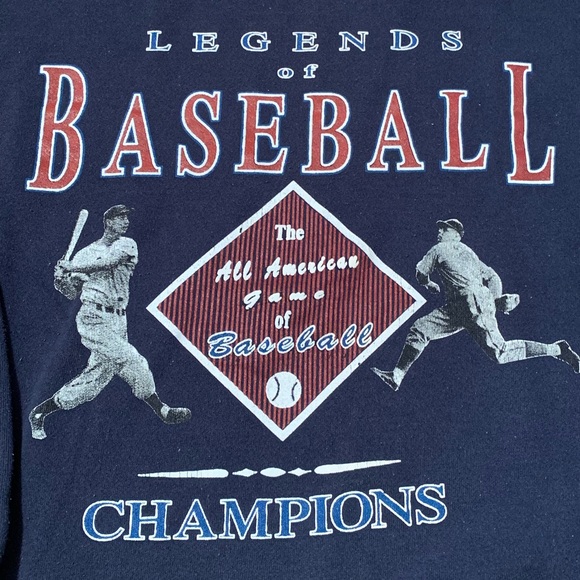 LEGENDS
of
BASEBALL
The
All American
game
of
Baseball
CHAMPIONS